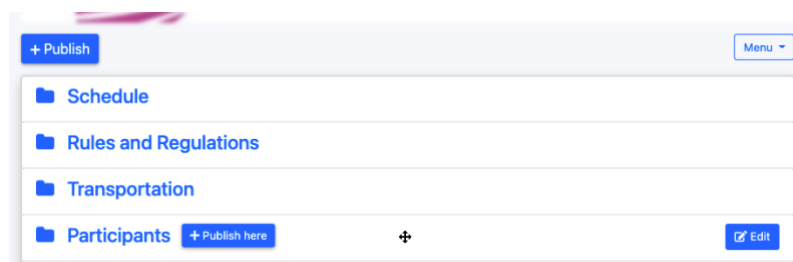 + Publish
Menu
Schedule
Rules and Regulations
Transportation
Participants + Publish here Edit